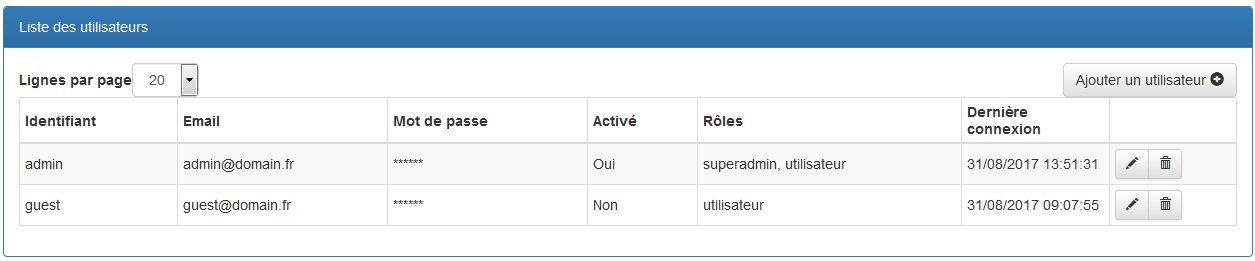 Liste des utilisateurs
Lignes par page 20 Ajouter un utilisateur
Identifiant Email Mot de passe Activé Rôles Dernière connexion
admin admin@domain.fr ****** Oui superadmin, utilisateur 31/08/2017 13:51:31
guest guest@domain.fr ****** Non utilisateur 31/08/2017 09:07:55